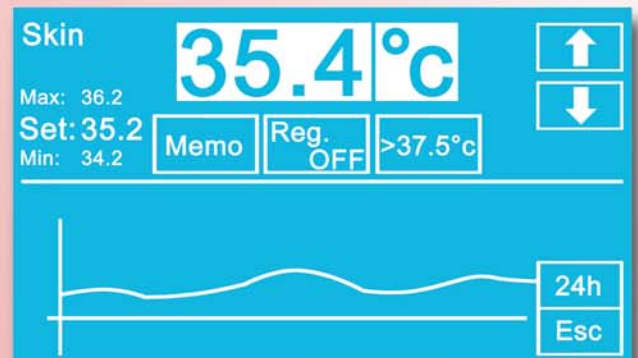 Skin
35.4 °c
Max: 36.2
Set: 35.2
Min: 34.2
Memo
Reg. OFF
>37.5°c
24h
Esc